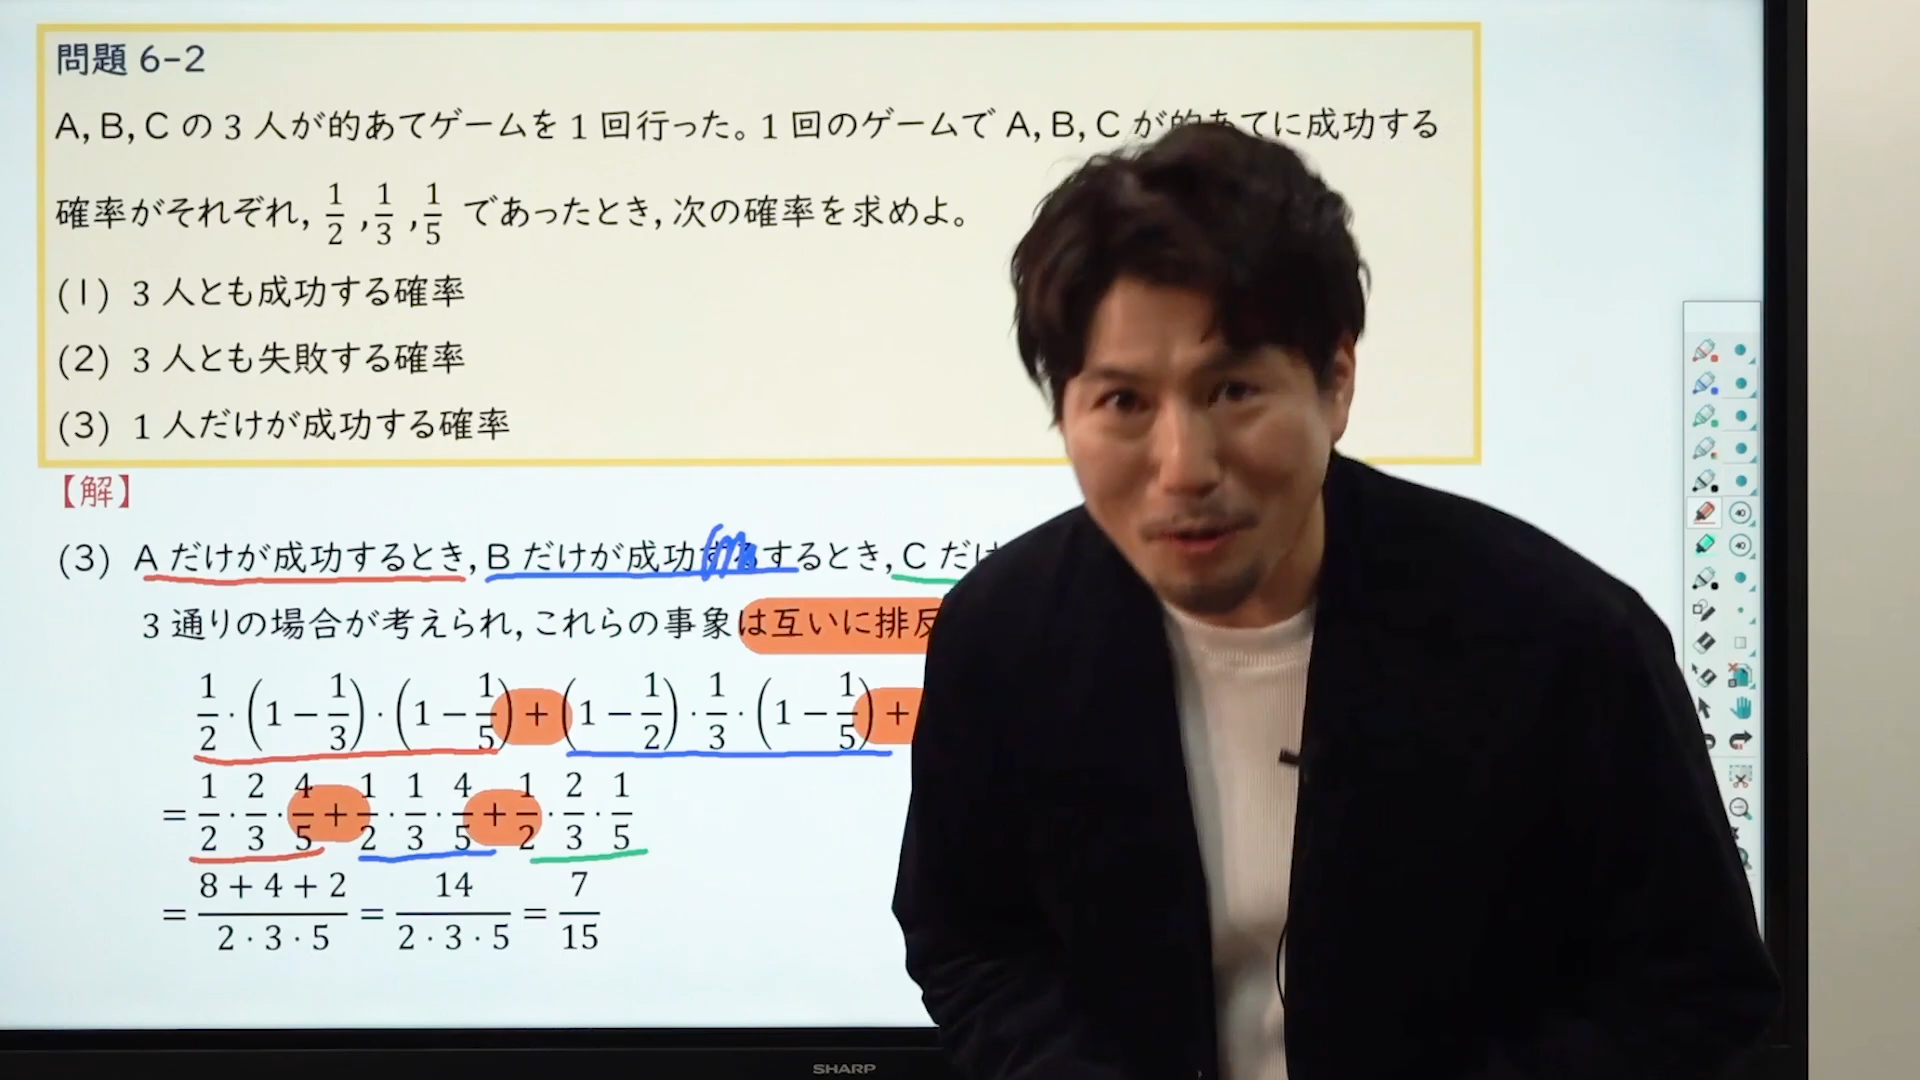 問題 6-2
A, B, C の 3 人が的あてゲームを 1 回行った。1 回のゲームで A, B, C が的あてに成功する
確率がそれぞれ, 1/2 , 1/3 , 1/5 であったとき, 次の確率を求めよ。
(1) 3 人とも成功する確率
(2) 3 人とも失敗する確率
(3) 1 人だけが成功する確率
【解】
(3) A だけが成功するとき, B だけが成功するとき, C だけ
3 通りの場合が考えられ, これらの事象は互いに排反
1/2 · (1 − 1/3) · (1 − 1/5) + (1 − 1/2) · 1/3 · (1 − 1/5) +
= 1/2 · 2/3 · 4/5 + 1/2 · 1/3 · 4/5 + 1/2 · 2/3 · 1/5
= (8 + 4 + 2)/(2 · 3 · 5) = 14/(2 · 3 · 5) = 7/15
SHARP